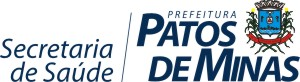 Secretaria
de Saúde
PREFEITURA
PATOS
DE MINAS